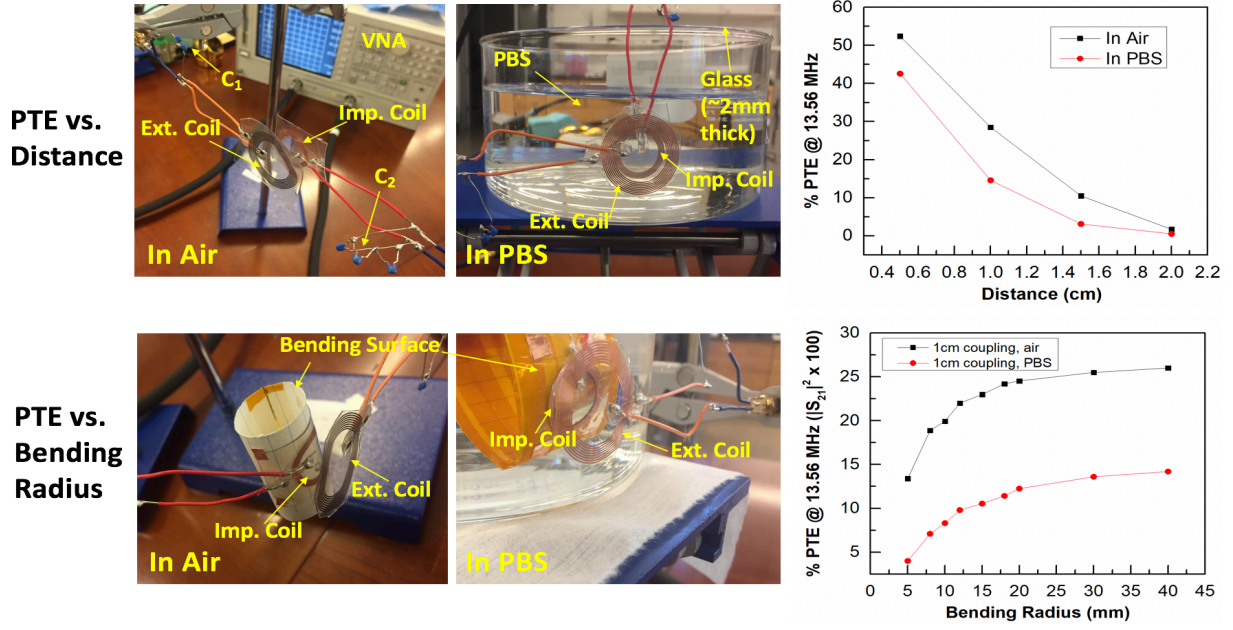 PTE vs.
Distance
VNA
C1
Imp. Coil
Ext. Coil
C2
In Air
PBS
Glass
(~2mm
thick)
Imp. Coil
Ext. Coil
In PBS
% PTE @ 13.56 MHz
60
50
40
30
20
10
0
In Air
In PBS
0.4 0.6 0.8 1.0 1.2 1.4 1.6 1.8 2.0 2.2
Distance (cm)
PTE vs.
Bending
Radius
Bending Surface
Ext. Coil
Imp. Coil
In Air
Imp. Coil
Ext. Coil
In PBS
% PTE @ 13.56 MHz (|S21|² x 100)
30
25
20
15
10
5
1cm coupling, air
1cm coupling, PBS
0 5 10 15 20 25 30 35 40 45
Bending Radius (mm)